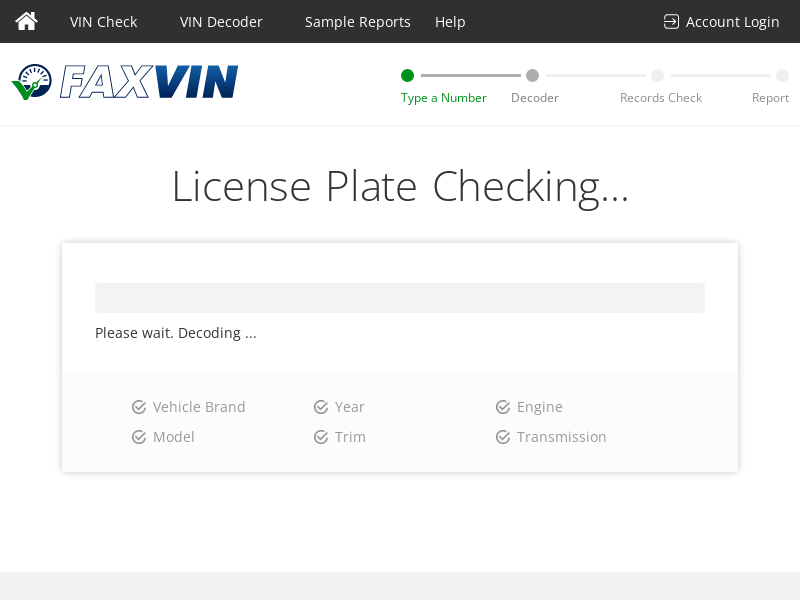 VIN Check VIN Decoder Sample Reports Help Account Login
FAXVIN
Type a Number Decoder Records Check Report
License Plate Checking...
Please wait. Decoding ...
Vehicle Brand Year Engine
Model Trim Transmission